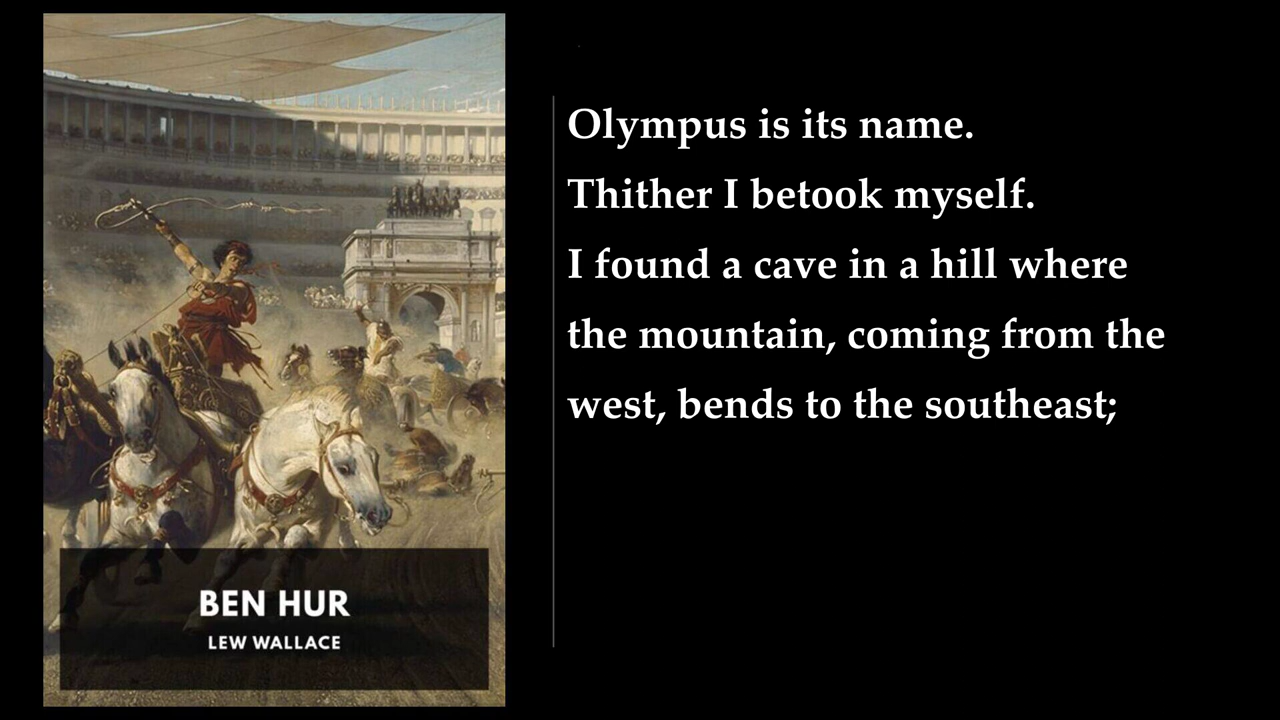 BEN HUR
LEW WALLACE
Olympus is its name.
Thither I betook myself.
I found a cave in a hill where
the mountain, coming from the
west, bends to the southeast;